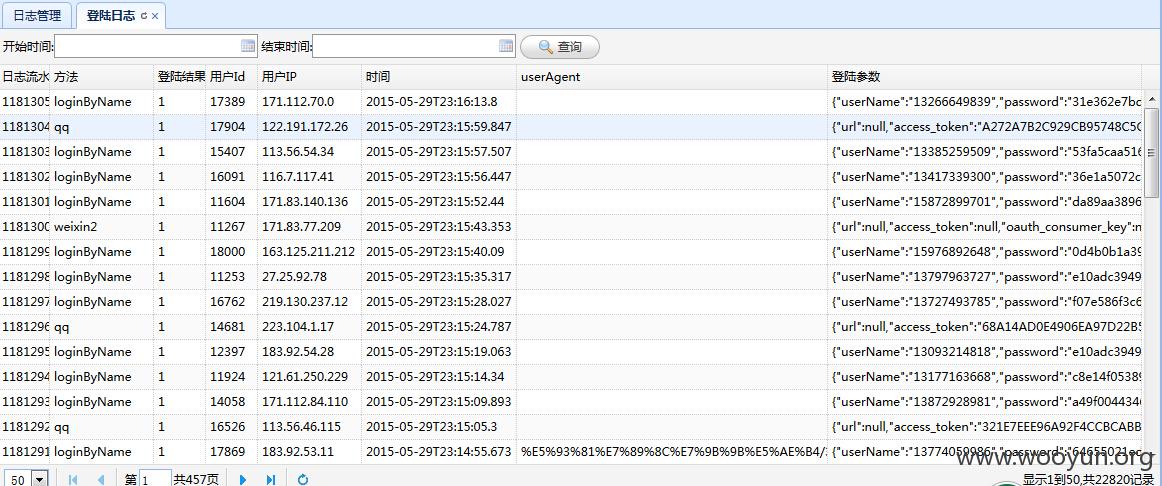 日志管理 登陆日志
开始时间: 结束时间: 查询
日志流水 方法 登陆结果 用户Id 用户IP 时间 userAgent 登陆参数
1181305 loginByName 1 17389 171.112.70.0 2015-05-29T23:16:13.8 {"userName":"13266649839","password":"31e362e7bc
1181304 qq 1 17904 122.191.172.26 2015-05-29T23:15:59.847 {"url":null,"access_token":"A272A7B2C929CB95748C5C
1181303 loginByName 1 15407 113.56.54.34 2015-05-29T23:15:57.507 {"userName":"13385259509","password":"53fa5caa516
1181302 loginByName 1 16091 116.7.117.41 2015-05-29T23:15:56.447 {"userName":"13417339300","password":"36e1a5072c
1181301 loginByName 1 11604 171.83.140.136 2015-05-29T23:15:52.44 {"userName":"15872899701","password":"da89aa3896
1181300 weixin2 1 11267 171.83.77.209 2015-05-29T23:15:43.353 {"url":null,"access_token":null,"oauth_consumer_key":n
1181299 loginByName 1 18000 163.125.211.212 2015-05-29T23:15:40.09 {"userName":"15976892648","password":"0d4b0b1a39
1181298 loginByName 1 11253 27.25.92.78 2015-05-29T23:15:35.317 {"userName":"13797963727","password":"e10adc3949
1181297 loginByName 1 16762 219.130.237.12 2015-05-29T23:15:28.027 {"userName":"13727493785","password":"f07e586f3c6
1181296 qq 1 14681 223.104.1.17 2015-05-29T23:15:24.787 {"url":null,"access_token":"68A14AD0E4906EA97D22B5
1181295 loginByName 1 12397 183.92.54.28 2015-05-29T23:15:19.063 {"userName":"13093214818","password":"e10adc3949
1181294 loginByName 1 11924 121.61.250.229 2015-05-29T23:15:14.34 {"userName":"13177163668","password":"c8e14f05389
1181293 loginByName 1 14058 171.112.84.110 2015-05-29T23:15:09.893 {"userName":"13872928981","password":"a49f0044346
1181292 qq 1 16526 113.56.46.115 2015-05-29T23:15:05.3 {"url":null,"access_token":"321E7EEE96A92F4CCBCABB
1181291 loginByName 1 17869 183.92.53.11 2015-05-29T23:14:55.673 %E5%93%81%E7%89%8C%E7%9B%9B%E5%AE%B4/ {"userName":"13774059986","password":"64655021ec
www.wooyun.org
50 第 1 共457页 显示1到50,共22820记录